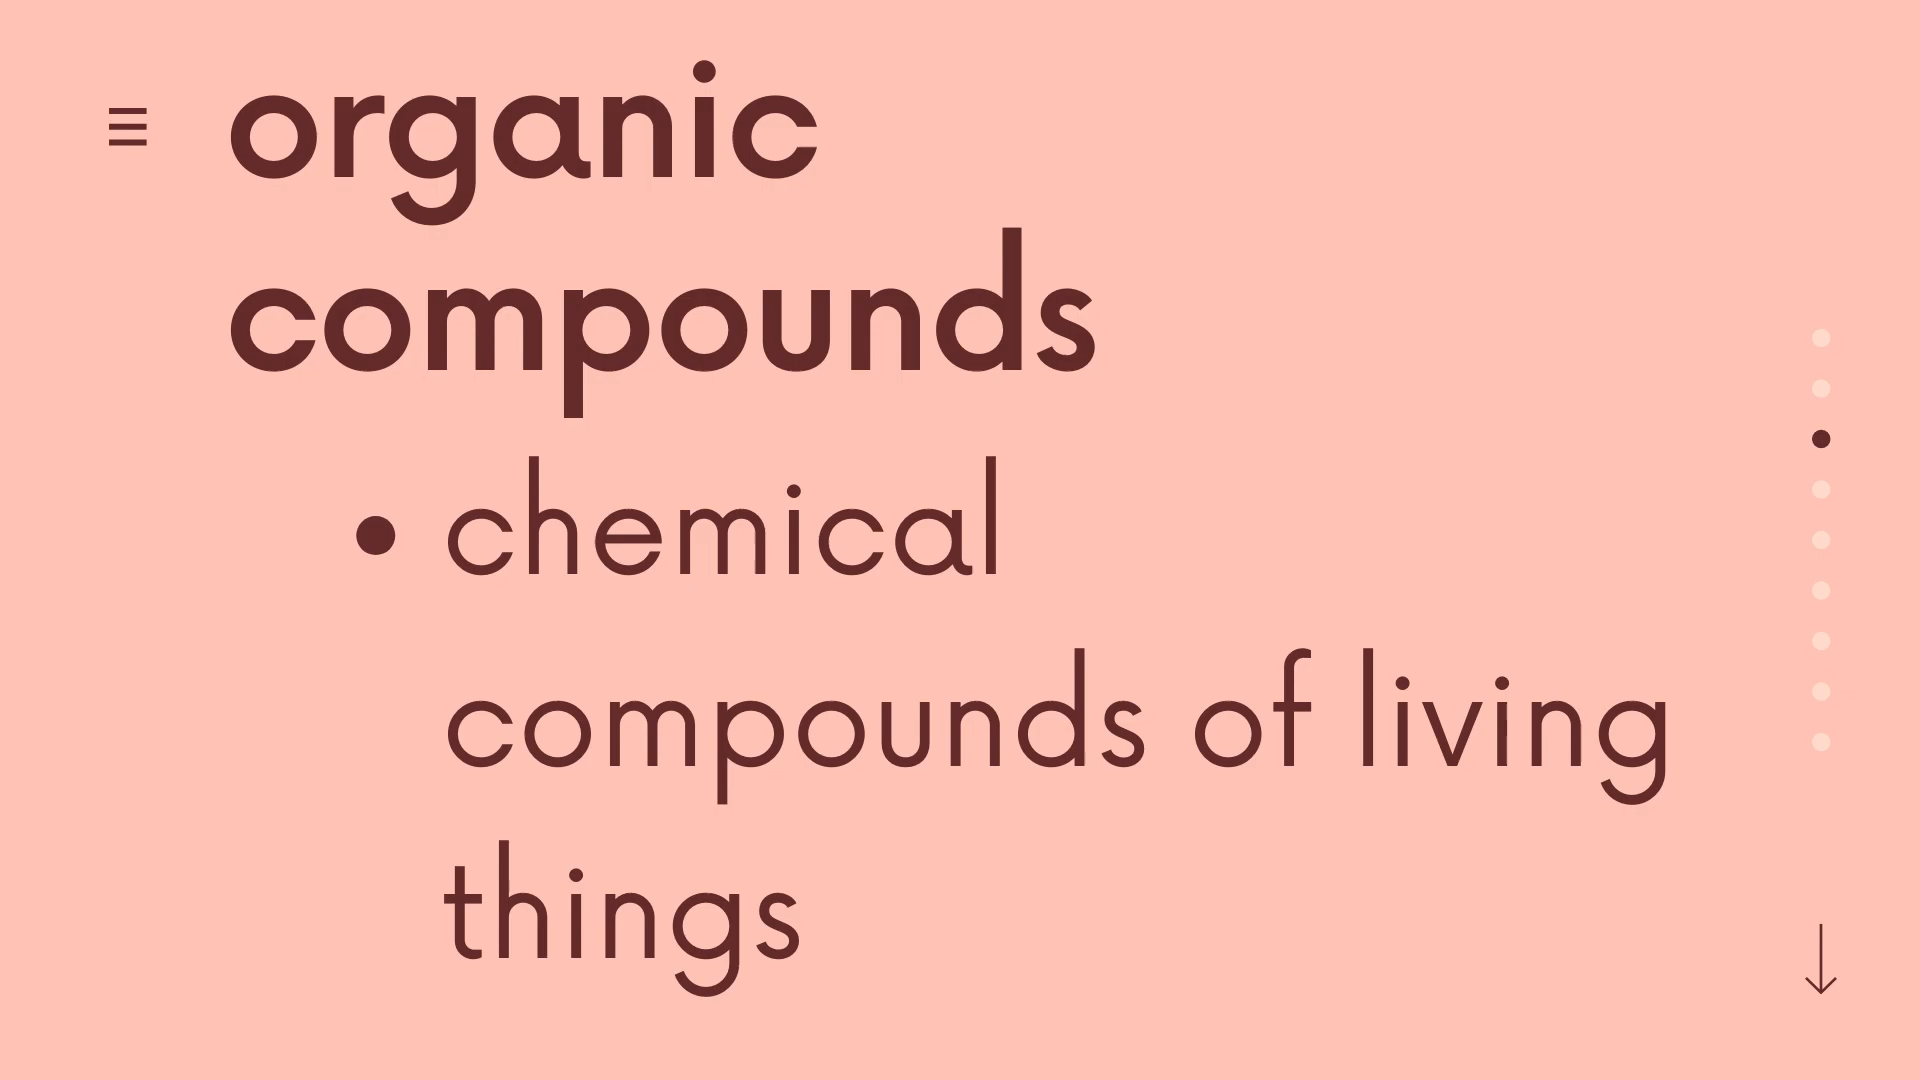 organic
compounds
• chemical
compounds of living
things